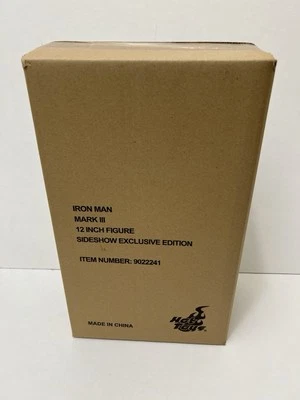 IRON MAN
MARK III
12 INCH FIGURE
SIDESHOW EXCLUSIVE EDITION
ITEM NUMBER: 9022241
Hot
Toys
MADE IN CHINA